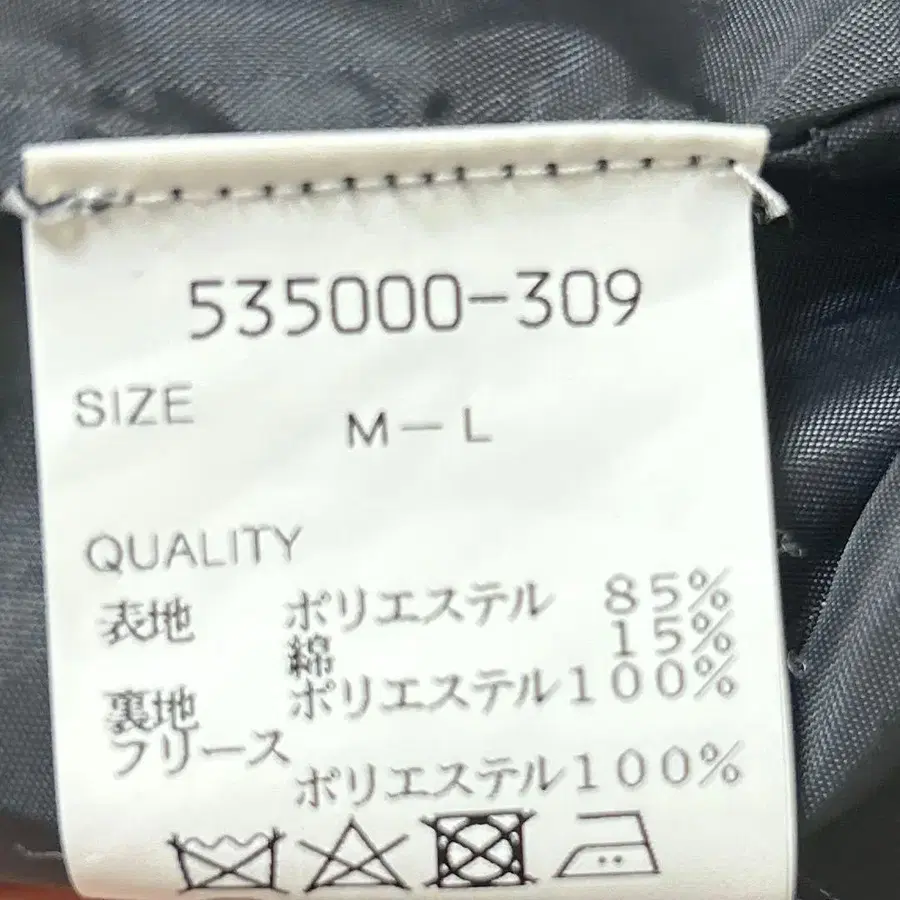 535000-309
SIZE
M-L
QUALITY
表地 ポリエステル 85%
綿 15%
裏地 ポリエステル100%
フリース
ポリエステル100%